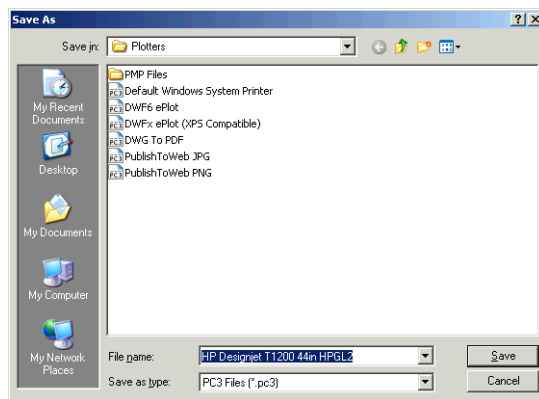 Save As
Save in: Plotters
My Recent
Documents
Desktop
My Documents
My Computer
My Network
Places
PMP Files
Default Windows System Printer
DWF6 ePlot
DWFx ePlot (XPS Compatible)
DWG To PDF
PublishToWeb JPG
PublishToWeb PNG
File name: HP Designjet T1200 44in HPGL2 Save
Save as type: PC3 Files (*.pc3) Cancel